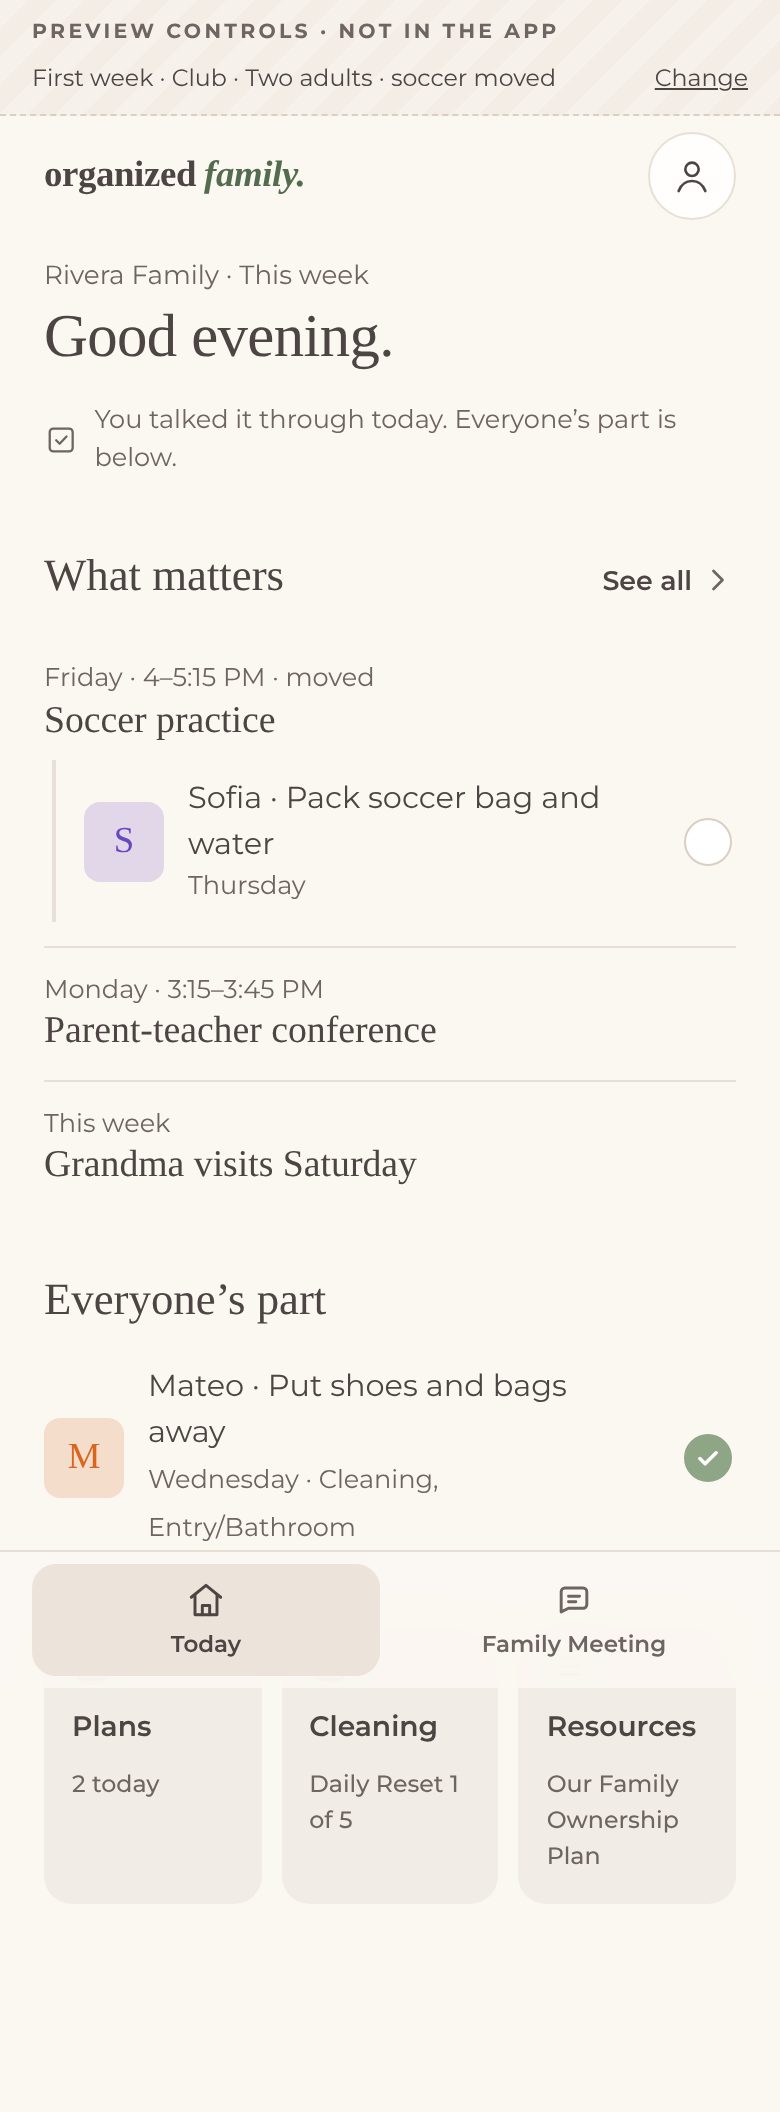 PREVIEW CONTROLS · NOT IN THE APP
First week · Club · Two adults · soccer moved
Change
organized family.
Rivera Family · This week
Good evening.
You talked it through today. Everyone’s part is
below.
What matters
See all
Friday · 4–5:15 PM · moved
Soccer practice
S
Sofia · Pack soccer bag and
water
Thursday
Monday · 3:15–3:45 PM
Parent-teacher conference
This week
Grandma visits Saturday
Everyone’s part
M
Mateo · Put shoes and bags
away
Wednesday · Cleaning,
Entry/Bathroom
Today
Family Meeting
Plans
2 today
Cleaning
Daily Reset 1
of 5
Resources
Our Family
Ownership
Plan